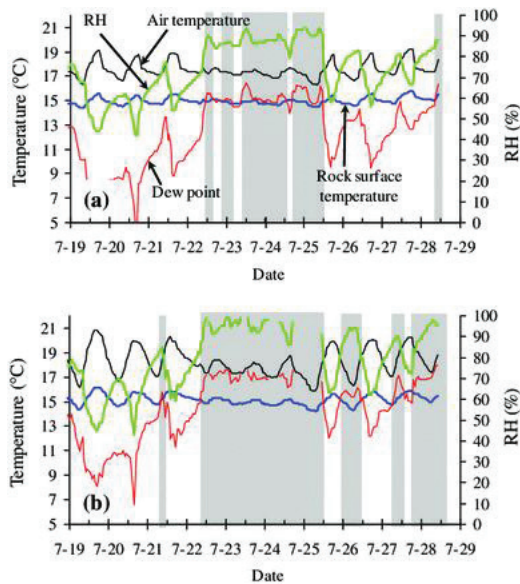 21
19
17
15
13
11
9
7
5
Temperature (°C)
100
90
80
70
60
50
40
30
20
10
0
RH (%)
RH
Air temperature
Dew point
Rock surface
temperature
(a)
7-19 7-20 7-21 7-22 7-23 7-24 7-25 7-26 7-27 7-28 7-29
Date
21
19
17
15
13
11
9
7
5
Temperature (°C)
100
90
80
70
60
50
40
30
20
10
0
RH (%)
(b)
7-19 7-20 7-21 7-22 7-23 7-24 7-25 7-26 7-27 7-28 7-29
Date